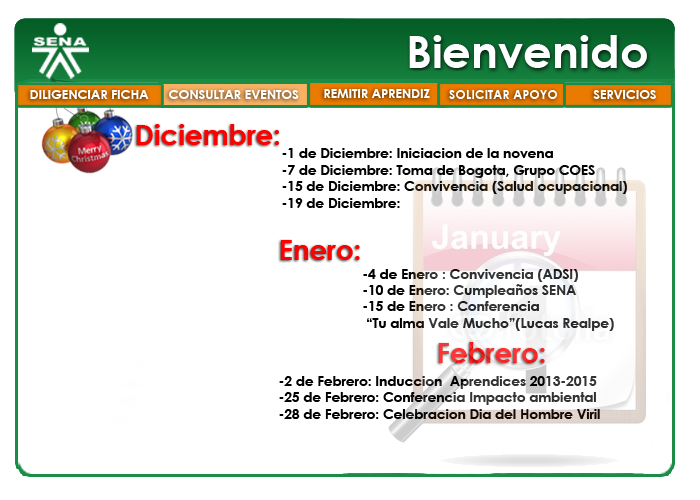 SENA
Bienvenido
DILIGENCIAR FICHA
CONSULTAR EVENTOS
REMITIR APRENDIZ
SOLICITAR APOYO
SERVICIOS
Merry
Christmas
Diciembre:
-1 de Diciembre: Iniciacion de la novena
-7 de Diciembre: Toma de Bogota, Grupo COES
-15 de Diciembre: Convivencia (Salud ocupacional)
-19 de Diciembre:
January
Enero:
-4 de Enero : Convivencia (ADSI)
-10 de Enero: Cumpleaños SENA
-15 de Enero : Conferencia
“Tu alma Vale Mucho”(Lucas Realpe)
Febrero:
-2 de Febrero: Induccion Aprendices 2013-2015
-25 de Febrero: Conferencia Impacto ambiental
-28 de Febrero: Celebracion Dia del Hombre Viril